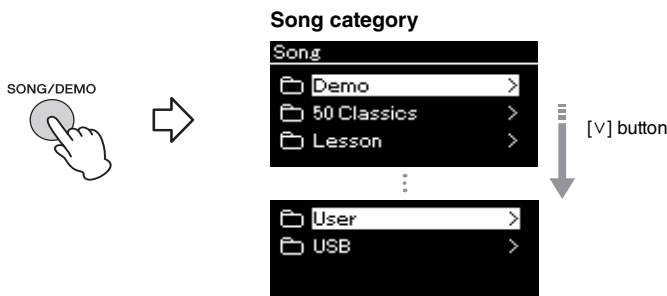 Song category
SONG/DEMO
Song
Demo >
50 Classics >
Lesson >
[∨] button
User >
USB >